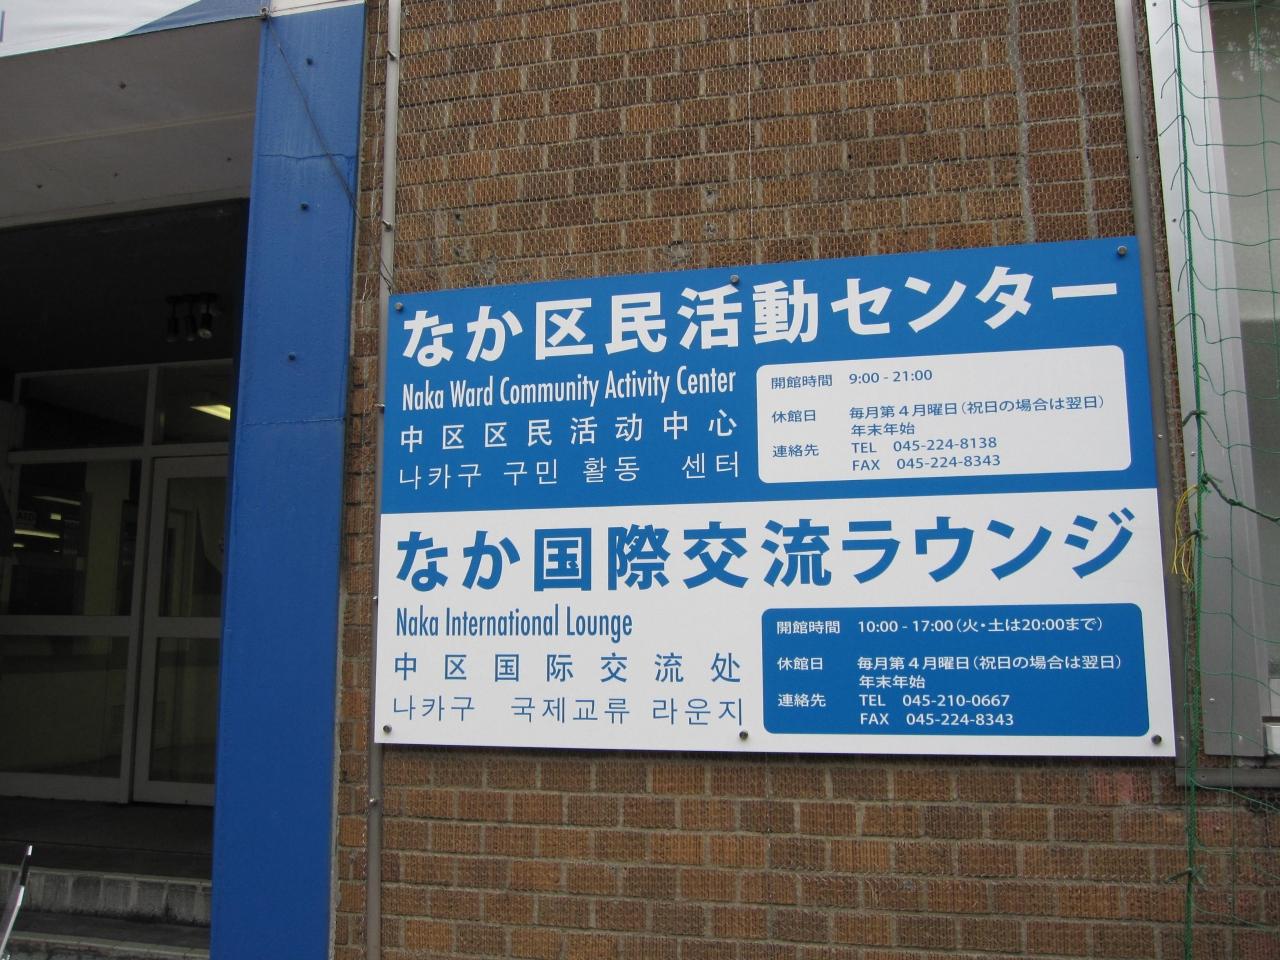 なか区民活動センター
Naka Ward Community Activity Center
中区区民活动中心
나카구 구민 활동 센터
開館時間 9:00 - 21:00
休館日 毎月第4月曜日(祝日の場合は翌日)
年末年始
連絡先 TEL 045-224-8138
FAX 045-224-8343
なか国際交流ラウンジ
Naka International Lounge
中区国际交流处
나카구 국제교류 라운지
開館時間 10:00 - 17:00(火・土は20:00まで)
休館日 毎月第4月曜日(祝日の場合は翌日)
年末年始
連絡先 TEL 045-210-0667
FAX 045-224-8343